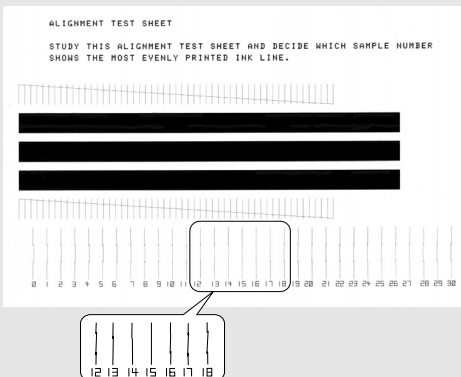 ALIGNMENT TEST SHEET
STUDY THIS ALIGNMENT TEST SHEET AND DECIDE WHICH SAMPLE NUMBER
SHOWS THE MOST EVENLY PRINTED INK LINE.
0 1 2 3 4 5 6 7 8 9 10 11 12 13 14 15 16 17 18 19 20 21 22 23 24 25 26 27 28 29 30
12 13 14 15 16 17 18